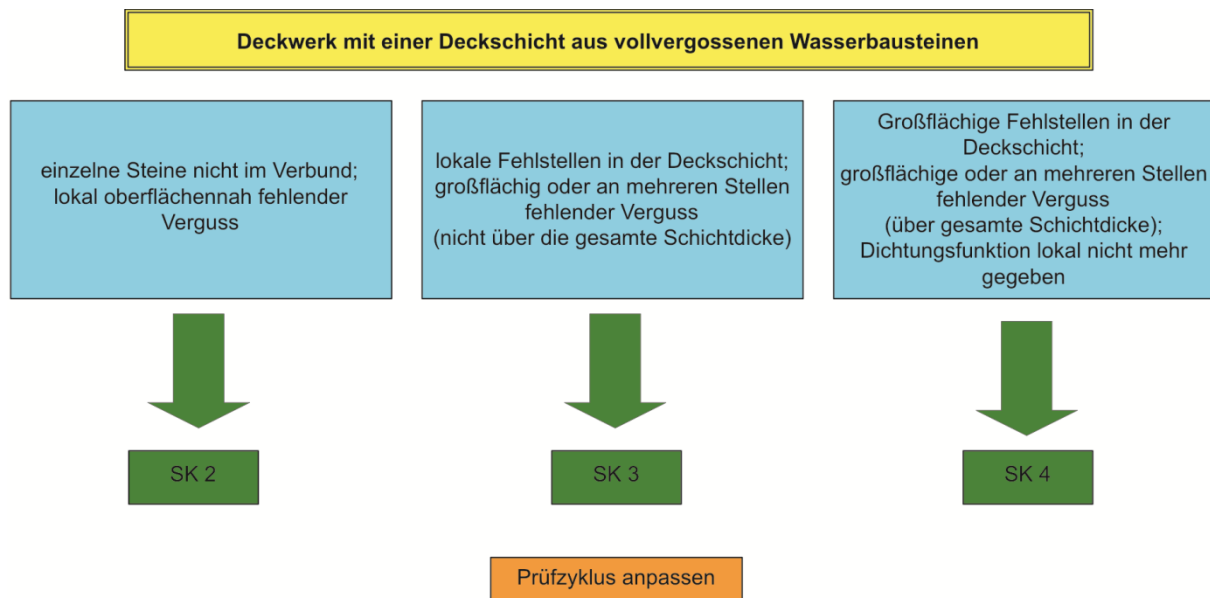 Deckwerk mit einer Deckschicht aus vollvergossenen Wasserbausteinen
einzelne Steine nicht im Verbund;
lokal oberflächennah fehlender
Verguss
lokale Fehlstellen in der Deckschicht;
großflächig oder an mehreren Stellen
fehlender Verguss
(nicht über die gesamte Schichtdicke)
Großflächige Fehlstellen in der
Deckschicht;
großflächige oder an mehreren Stellen
fehlender Verguss
(über gesamte Schichtdicke);
Dichtungsfunktion lokal nicht mehr
gegeben
SK 2
SK 3
SK 4
Prüfzyklus anpassen